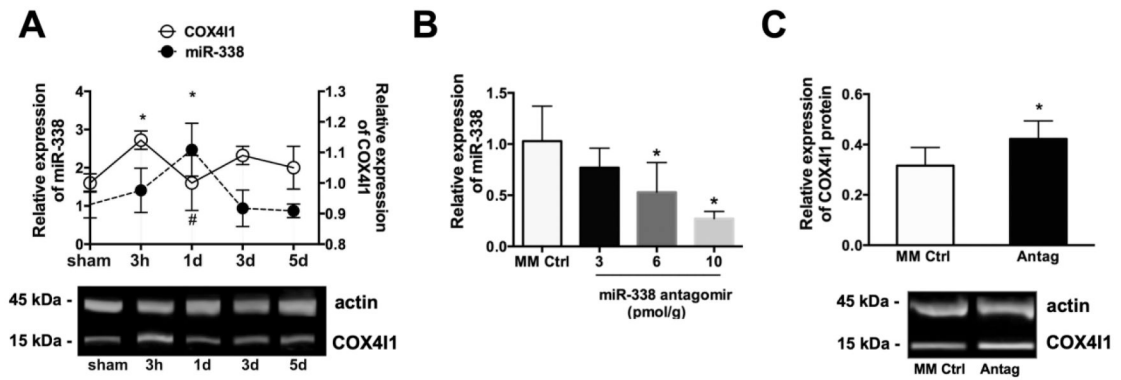 A
COX4I1
miR-338
Relative expression
of miR-338
4
3
2
1
0
*
*
#
1.3
1.2
1.1
1.0
0.9
0.8
Relative expression
of COX4I1
sham 3h 1d 3d 5d
45 kDa - actin
15 kDa - COX4I1
sham 3h 1d 3d 5d
B
Relative expression
of miR-338
1.5
1.0
0.5
0.0
*
*
MM Ctrl 3 6 10
miR-338 antagomir
(pmol/g)
C
Relative expression
of COX4I1 protein
0.6
0.4
0.2
0.0
*
MM Ctrl Antag
45 kDa - actin
15 kDa - COX4I1
MM Ctrl Antag